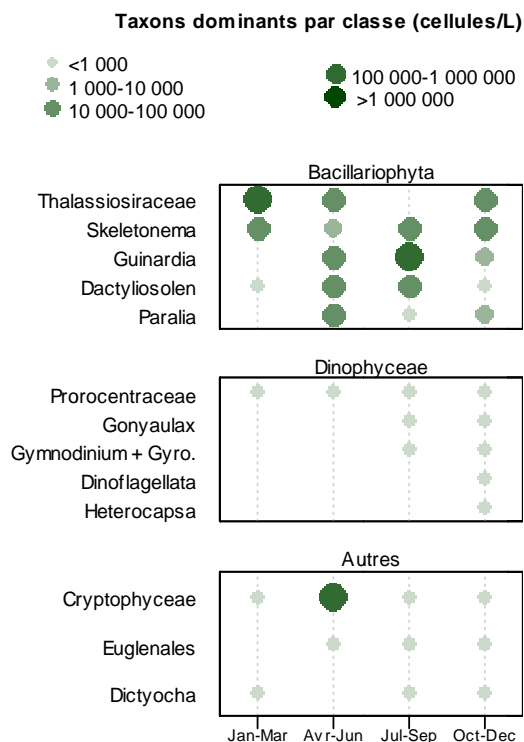 Taxons dominants par classe (cellules/L)
<1 000
1 000-10 000
10 000-100 000
100 000-1 000 000
>1 000 000
Bacillariophyta
Thalassiosiraceae
Skeletonema
Guinardia
Dactyliosolen
Paralia
Dinophyceae
Prorocentraceae
Gonyaulax
Gymnodinium + Gyro.
Dinoflagellata
Heterocapsa
Autres
Cryptophyceae
Euglenales
Dictyocha
Jan-Mar Avr-Jun Jul-Sep Oct-Dec